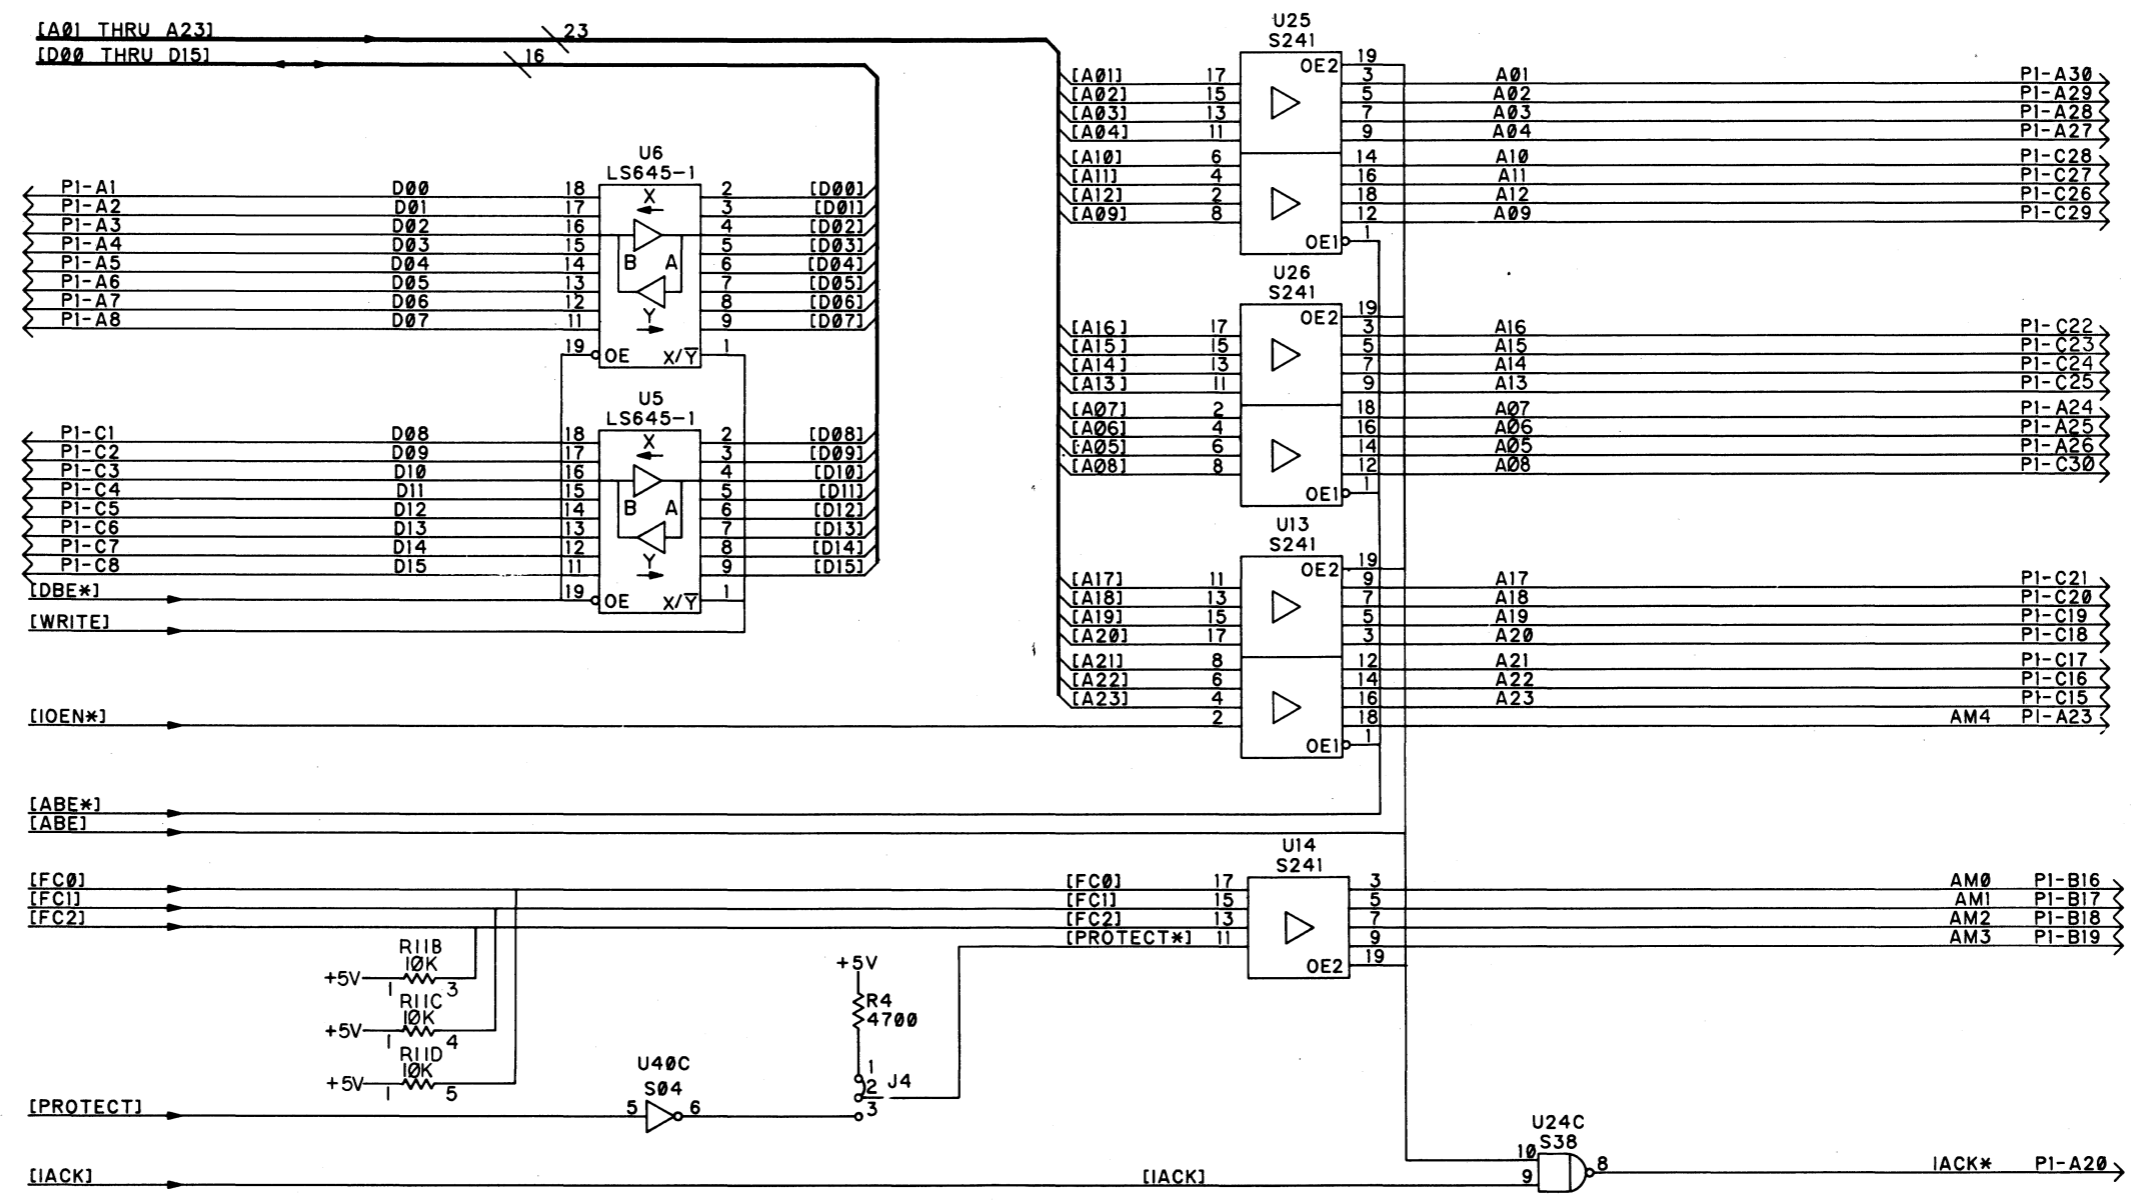 [A01 THRU A23] 23
[D00 THRU D15] 16
U6
LS645-1
P1-A1 D00 18 X 2 [D00]
P1-A2 D01 17 3 [D01]
P1-A3 D02 16 4 [D02]
P1-A4 D03 15 5 [D03]
P1-A5 D04 14 B A 6 [D04]
P1-A6 D05 13 7 [D05]
P1-A7 D06 12 8 [D06]
P1-A8 D07 11 Y 9 [D07]
19 OE X/Y̅ 1
U5
LS645-1
P1-C1 D08 18 X 2 [D08]
P1-C2 D09 17 3 [D09]
P1-C3 D10 16 4 [D10]
P1-C4 D11 15 5 [D11]
P1-C5 D12 14 B A 6 [D12]
P1-C6 D13 13 7 [D13]
P1-C7 D14 12 8 [D14]
P1-C8 D15 11 Y 9 [D15]
[DBE*] 19 OE X/Y̅ 1
[WRITE]
U25
S241
OE2 19
[A01] 17 3 A01 P1-A30
[A02] 15 5 A02 P1-A29
[A03] 13 7 A03 P1-A28
[A04] 11 9 A04 P1-A27
[A10] 6 14 A10 P1-C28
[A11] 4 16 A11 P1-C27
[A12] 2 18 A12 P1-C26
[A09] 8 12 A09 P1-C29
OE1 1
U26
S241
OE2 19
[A16] 17 3 A16 P1-C22
[A15] 15 5 A15 P1-C23
[A14] 13 7 A14 P1-C24
[A13] 11 9 A13 P1-C25
[A07] 2 18 A07 P1-A24
[A06] 4 16 A06 P1-A25
[A05] 6 14 A05 P1-A26
[A08] 8 12 A08 P1-C30
OE1 1
U13
S241
OE2 19
[A17] 11 9 A17 P1-C21
[A18] 13 7 A18 P1-C20
[A19] 15 5 A19 P1-C19
[A20] 17 3 A20 P1-C18
[A21] 8 12 A21 P1-C17
[A22] 6 14 A22 P1-C16
[A23] 4 16 A23 P1-C15
[IOEN*] 2 18 AM4 P1-A23
OE1 1
[ABE*]
[ABE]
U14
S241
[FC0] [FC0] 17 3 AM0 P1-B16
[FC1] [FC1] 15 5 AM1 P1-B17
[FC2] [FC2] 13 7 AM2 P1-B18
[PROTECT*] 11 9 AM3 P1-B19
OE2 19
R11B
10K
+5V 1 3
R11C
10K
+5V 1 4
R11D
10K
+5V 1 5
+5V
R4
4700
1
2 J4
3
U40C
S04
[PROTECT] 5 6
U24C
S38
10
[IACK] [IACK] 9 8 IACK* P1-A20